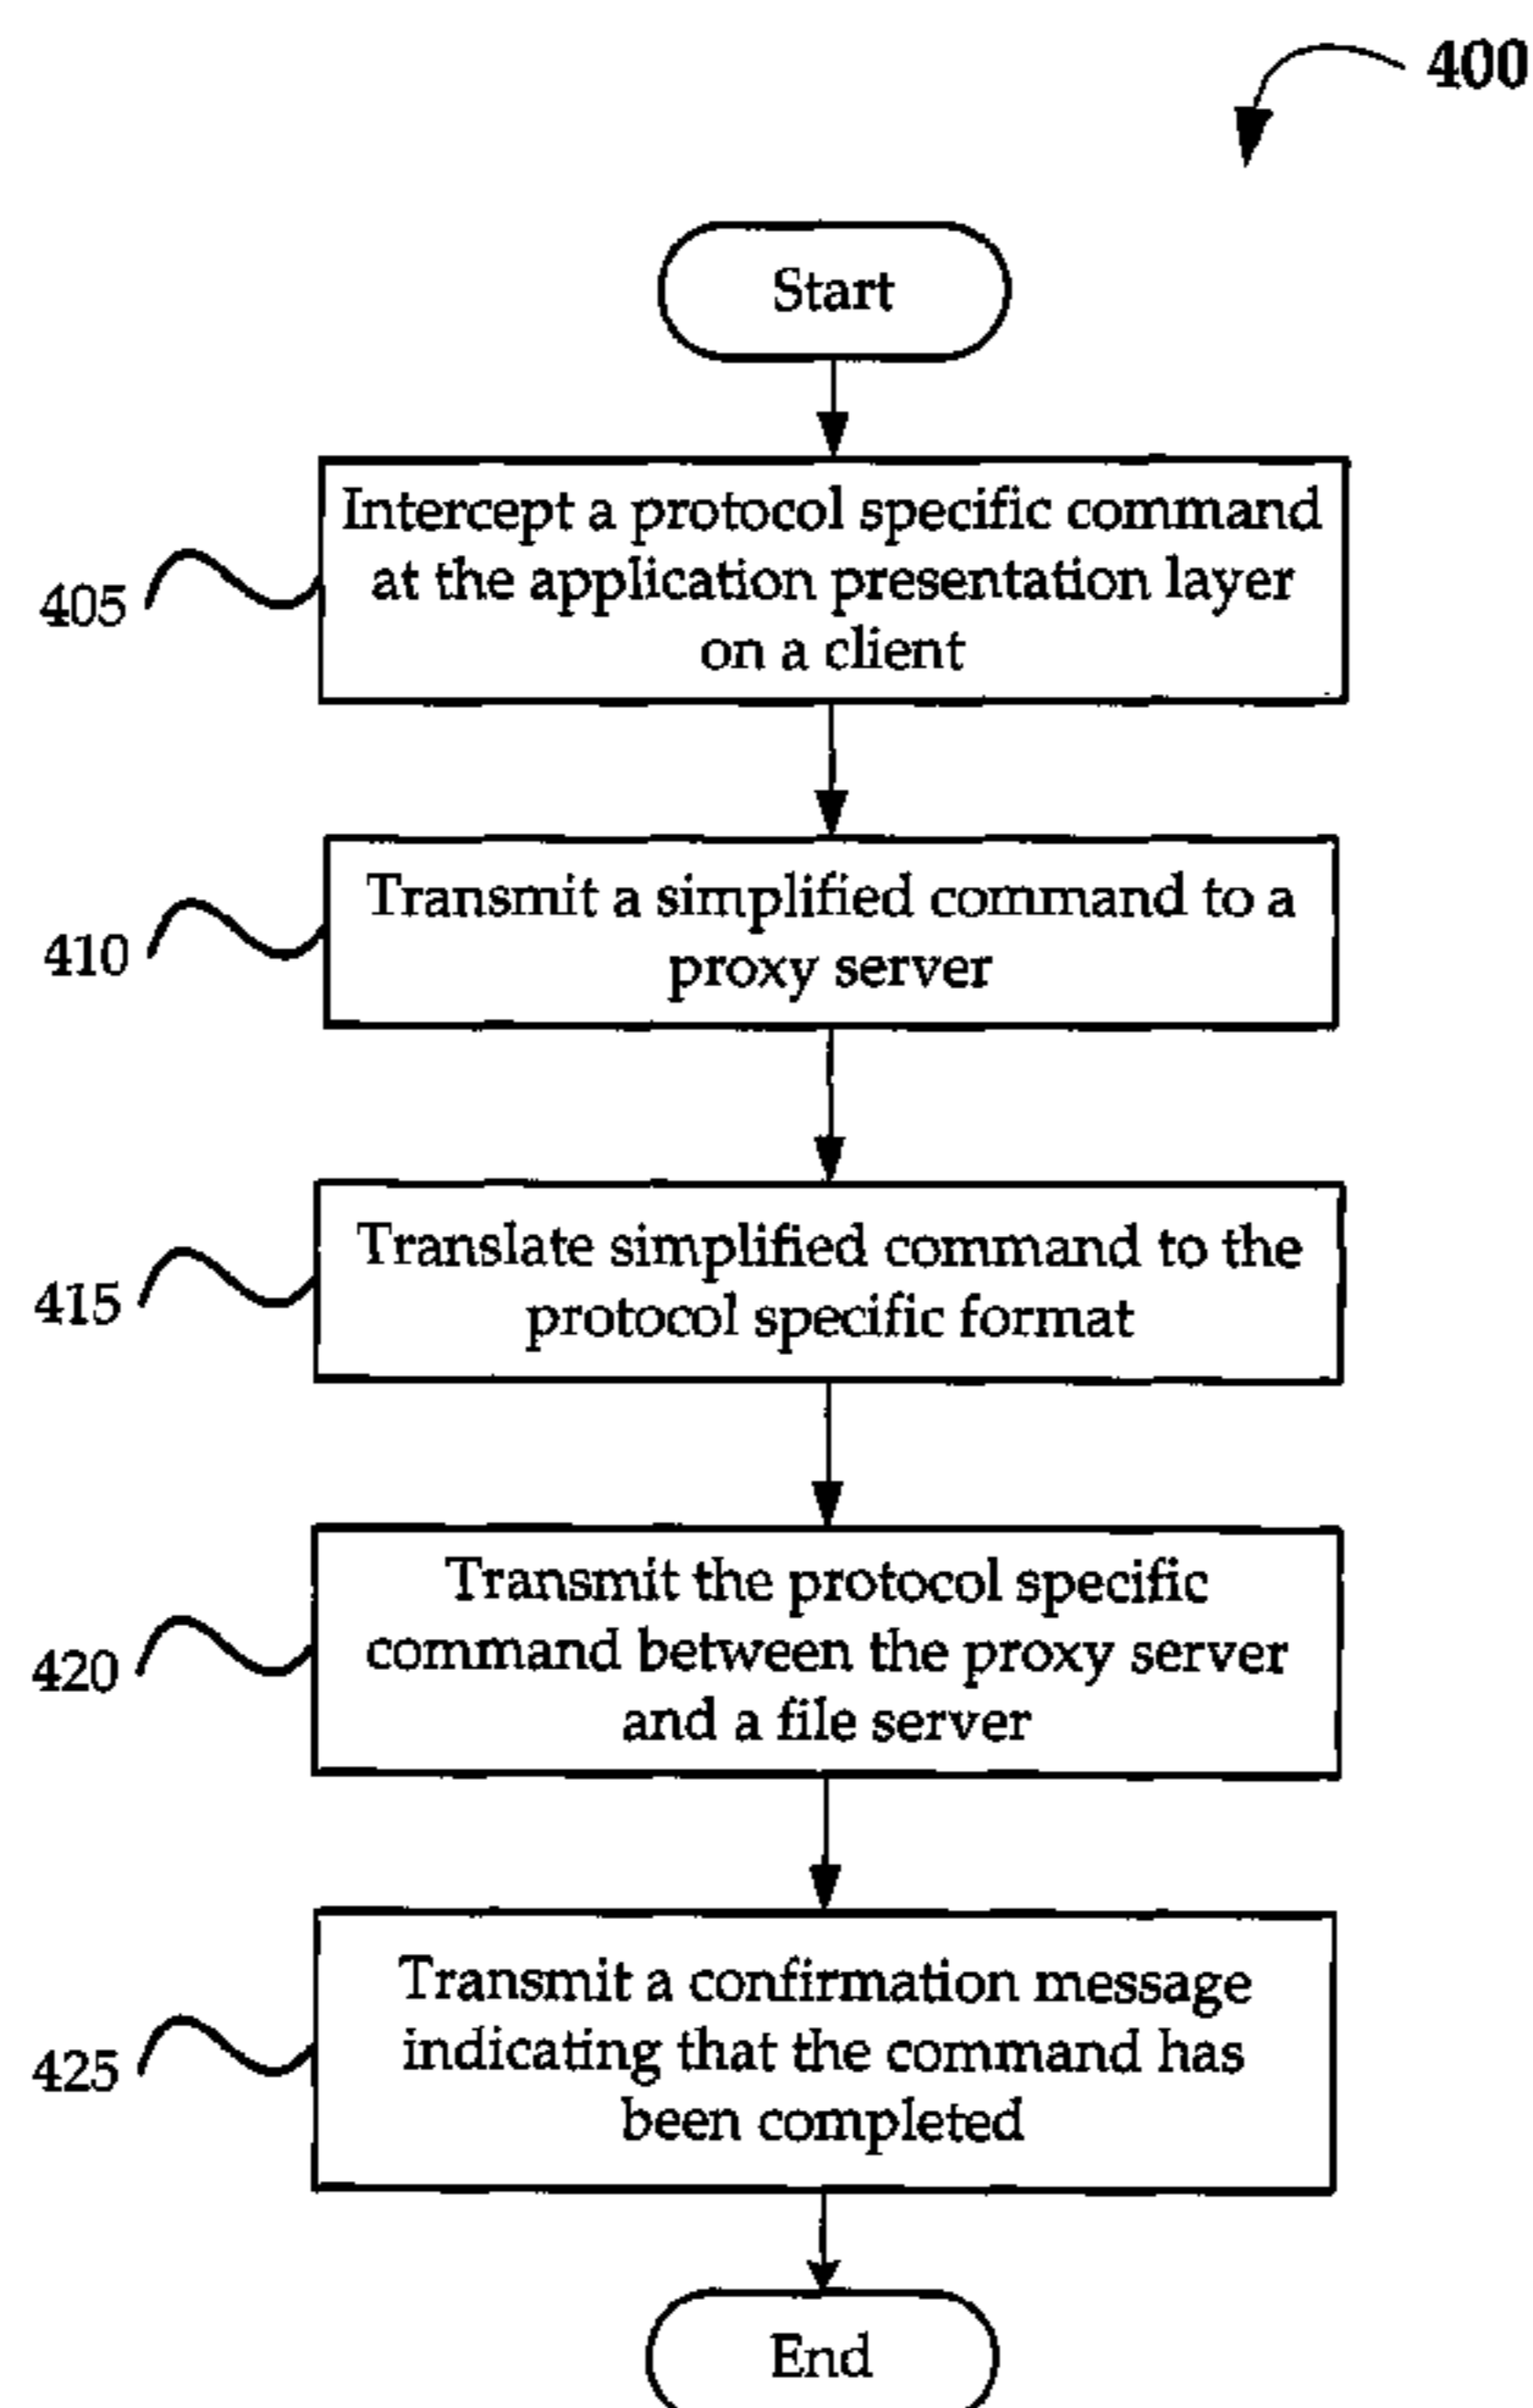 400
Start
Intercept a protocol specific command
at the application presentation layer
on a client
405
Transmit a simplified command to a
proxy server
410
Translate simplified command to the
protocol specific format
415
Transmit the protocol specific
command between the proxy server
and a file server
420
Transmit a confirmation message
indicating that the command has
been completed
425
End